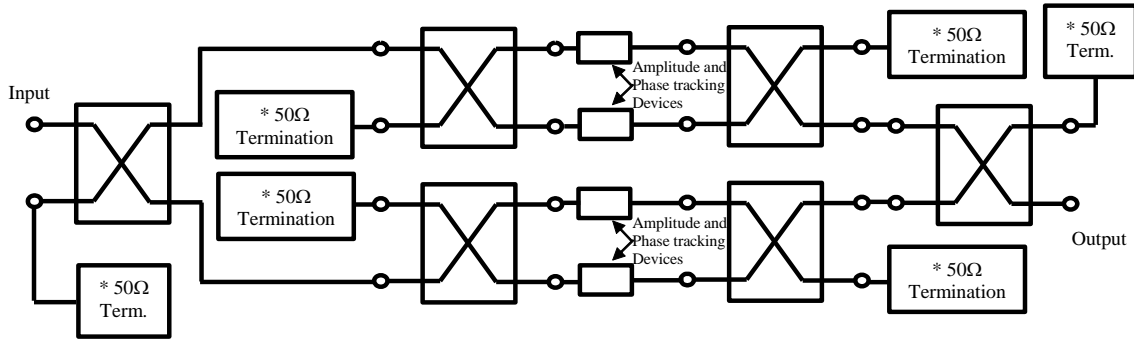 Input
* 50Ω
Term.
* 50Ω
Termination
* 50Ω
Termination
Amplitude and
Phase tracking
Devices
Amplitude and
Phase tracking
Devices
* 50Ω
Termination
* 50Ω
Term.
* 50Ω
Termination
Output